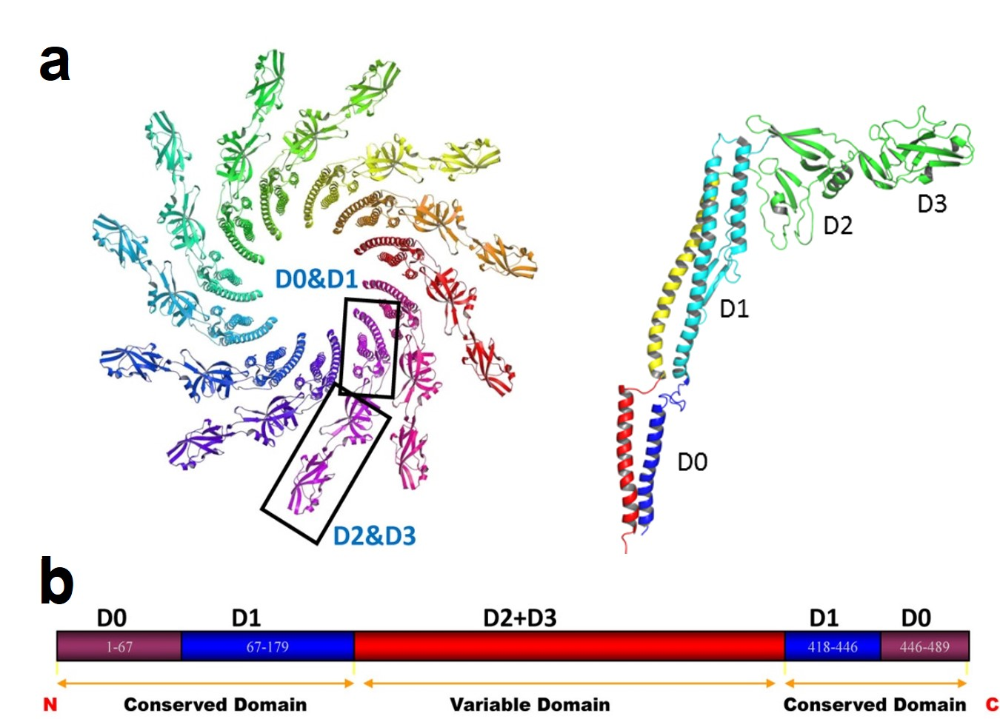 a
D0&D1
D2&D3
D3
D2
D1
D0
b
D0 D1 D2+D3 D1 D0
1-67 67-179 418-446 446-489
N Conserved Domain Variable Domain Conserved Domain C